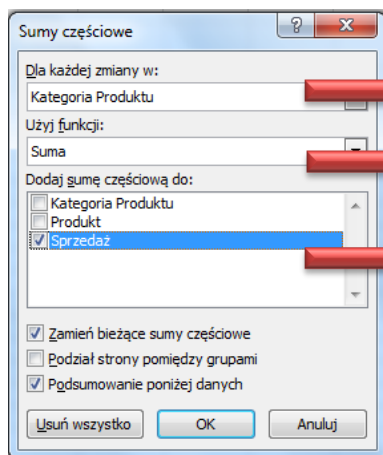 Sumy częściowe
Dla każdej zmiany w:
Kategoria Produktu
Użyj funkcji:
Suma
Dodaj sumę częściową do:
Kategoria Produktu
Produkt
Sprzedaż
Zamień bieżące sumy częściowe
Podział strony pomiędzy grupami
Podsumowanie poniżej danych
Usuń wszystko OK Anuluj